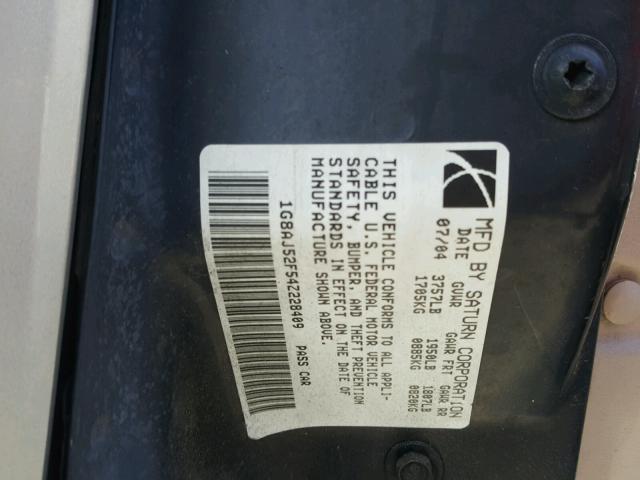 MFD BY SATURN CORPORATION
DATE GVWR GAWR FRT GAWR RR
07/04 3757LB 1950LB 1807LB
1705KG 0885KG 0820KG
THIS VEHICLE CONFORMS TO ALL APPLI-
CABLE U.S. FEDERAL MOTOR VEHICLE
SAFETY, BUMPER, AND THEFT PREVENTION
STANDARDS IN EFFECT ON THE DATE OF
MANUFACTURE SHOWN ABOVE.
1G8AJ52F54Z228409 PASS CAR